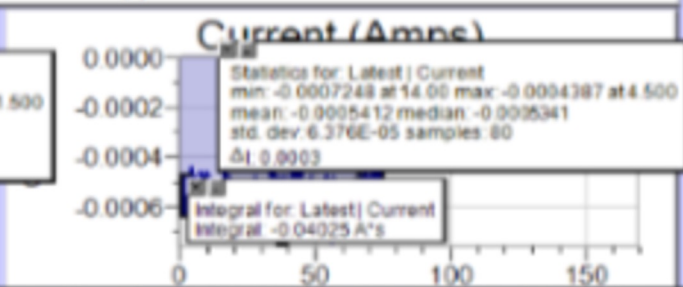 Current (Amps)
0.0000
-0.0002
-0.0004
-0.0006
.500
Statistics for: Latest | Current
min: -0.0007248 at 14.00 max: -0.0004387 at 4.500
mean: -0.0005412 median: -0.0005341
std. dev: 6.376E-05 samples: 80
Δt: 0.0003
Integral for: Latest | Current
Integral: -0.04025 A*s
0 50 100 150